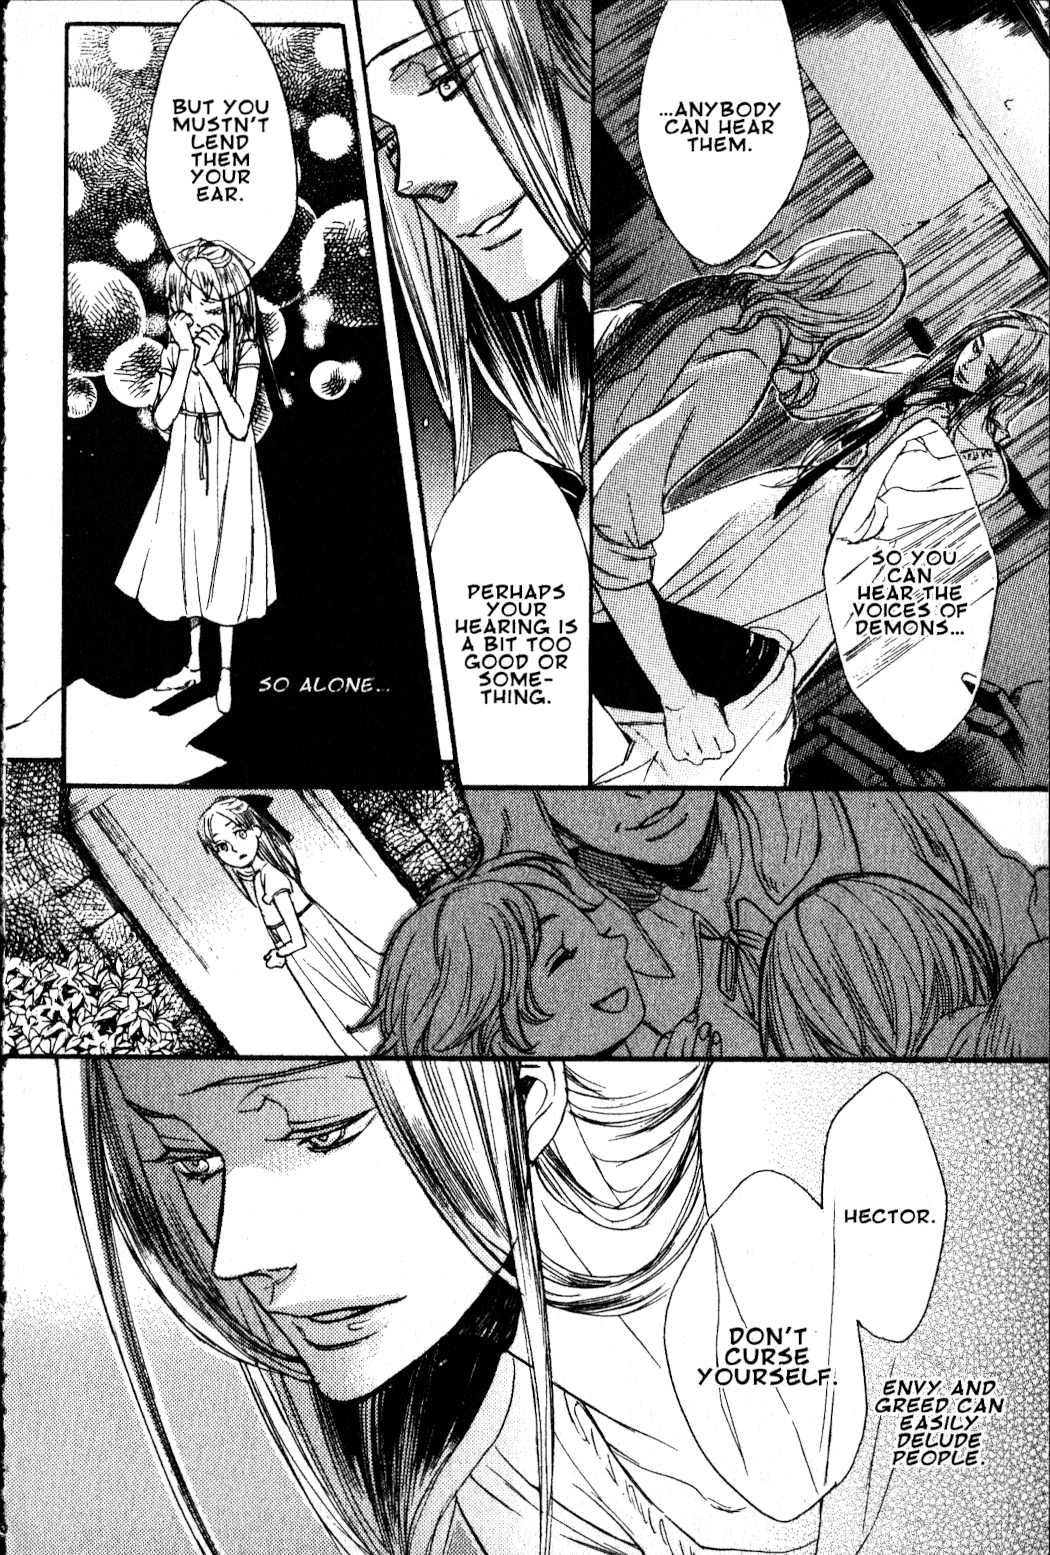 ...ANYBODY
CAN HEAR
THEM.
SO YOU
CAN
HEAR THE
VOICES OF
DEMONS...
PERHAPS
YOUR
HEARING IS
A BIT TOO
GOOD OR
SOME-
THING.
BUT YOU
MUSTN'T
LEND
THEM
YOUR
EAR.
SO ALONE...
HECTOR.
DON'T
CURSE
YOURSELF.
ENVY AND
GREED CAN
EASILY
DELUDE
PEOPLE.